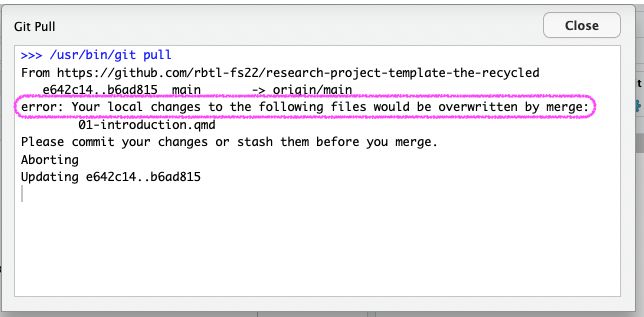 Git Pull
Close
>>> /usr/bin/git pull
From https://github.com/rbtl-fs22/research-project-template-the-recycled
e642c14..b6ad815  main       -> origin/main
error: Your local changes to the following files would be overwritten by merge:
01-introduction.qmd
Please commit your changes or stash them before you merge.
Aborting
Updating e642c14..b6ad815